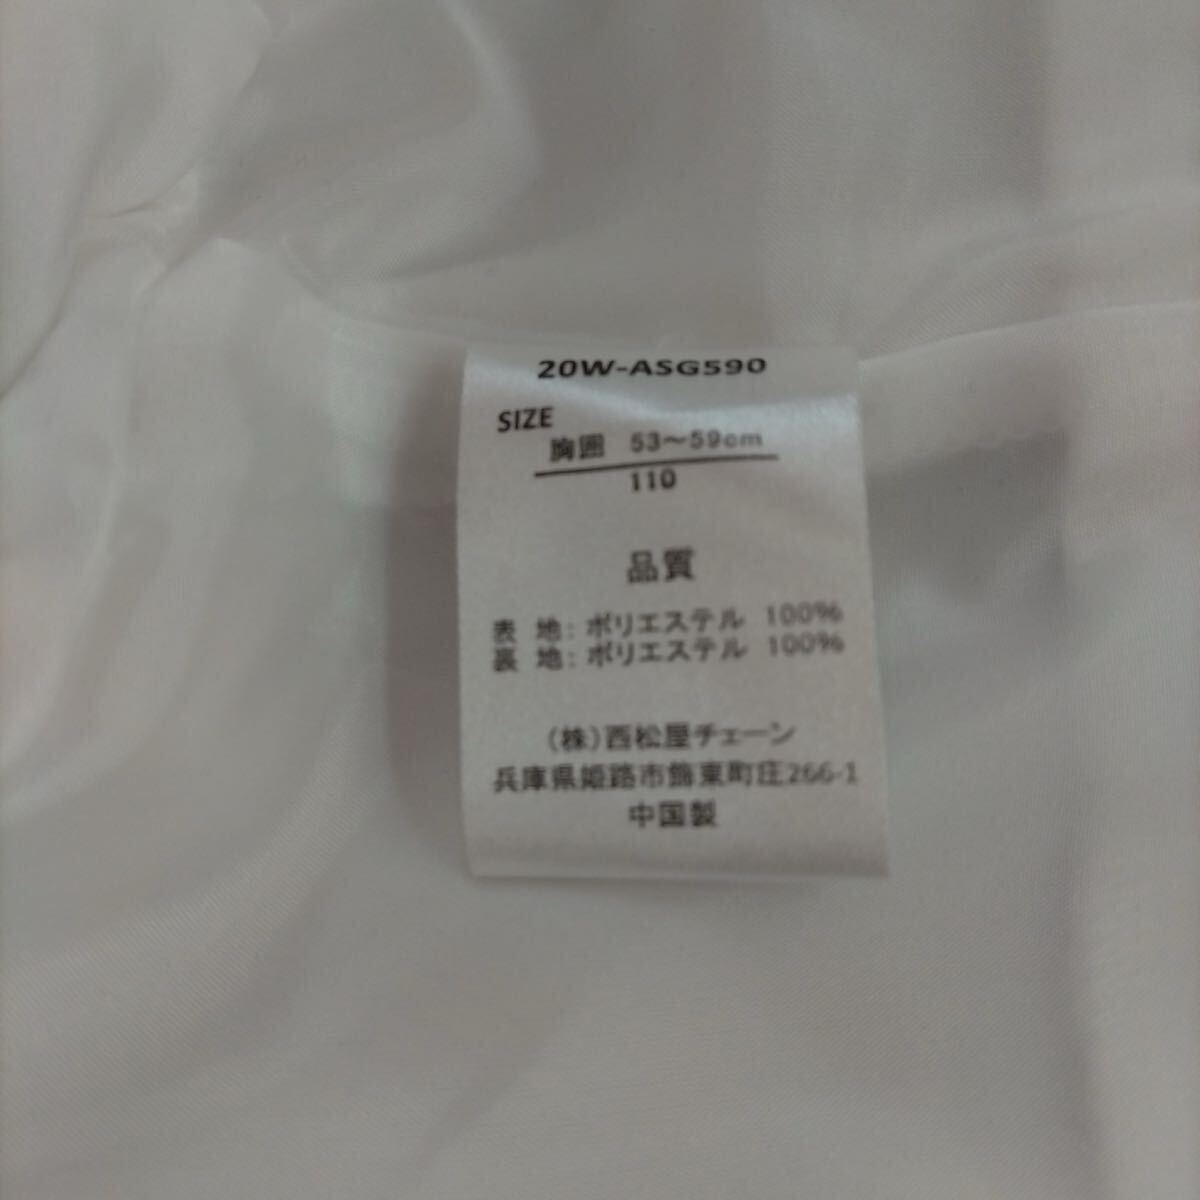 20W-ASG590
SIZE
胸囲 53～59cm
110
品質
表 地: ポリエステル 100%
裏 地: ポリエステル 100%
(株)西松屋チェーン
兵庫県姫路市飾東町庄266-1
中国製